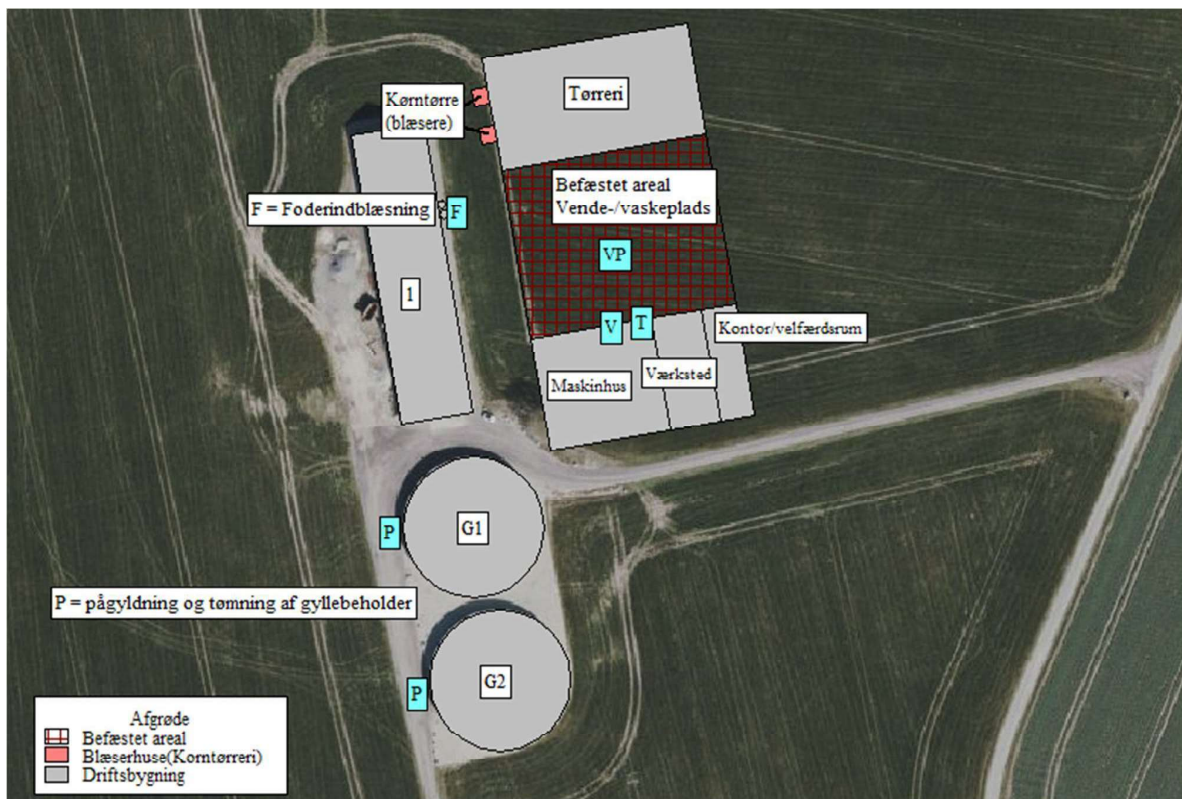 Tørreri
Kørntørre
(blæsere)
Befæstet areal
Vende-/vaskeplads
F = Foderindblæsning
F
VP
1
V
T
Kontor/velfærdsrum
Værksted
Maskinhus
P
G1
P = pågyldning og tømning af gyllebeholder
P
G2
Afgrøde
Befæstet areal
Blæserhuse(Korntørreri)
Driftsbygning